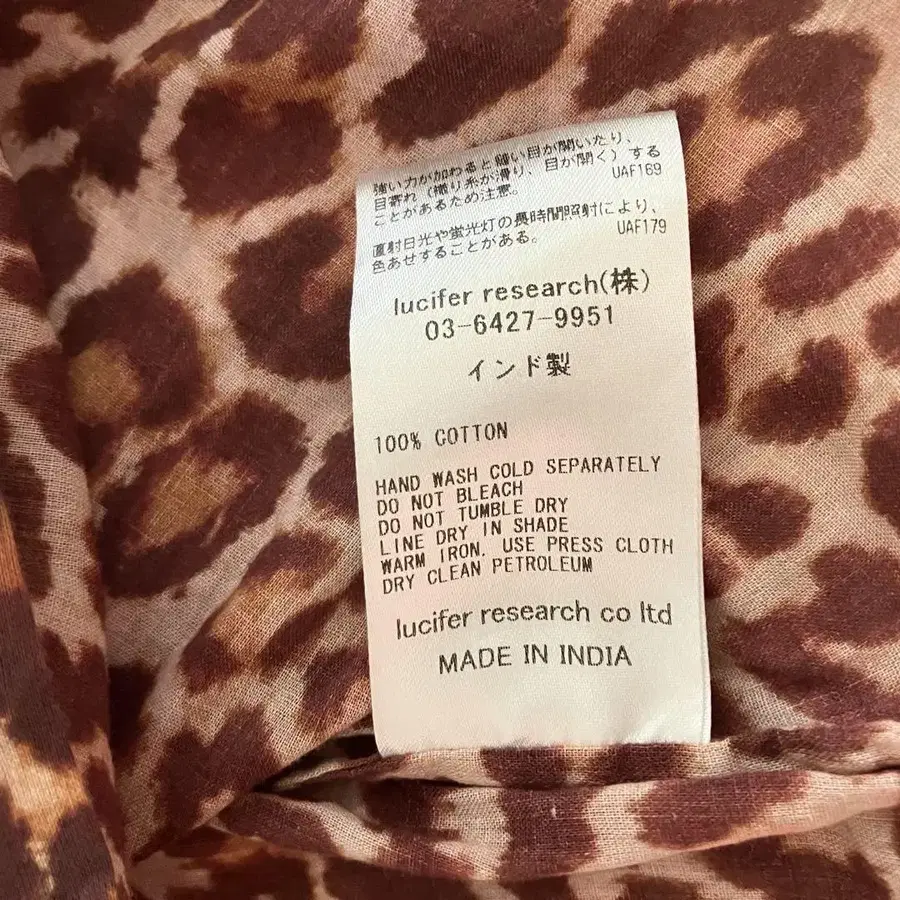 強い力が加わると縫い目が開いたり、
目寄れ（織り糸が滑り、目が開く）する
ことがあるため注意。 UAF169
直射日光や蛍光灯の長時間照射により、
色あせすることがある。 UAF179
lucifer research(株)
03-6427-9951
インド製
100% COTTON
HAND WASH COLD SEPARATELY
DO NOT BLEACH
DO NOT TUMBLE DRY
LINE DRY IN SHADE
WARM IRON. USE PRESS CLOTH
DRY CLEAN PETROLEUM
lucifer research co ltd
MADE IN INDIA